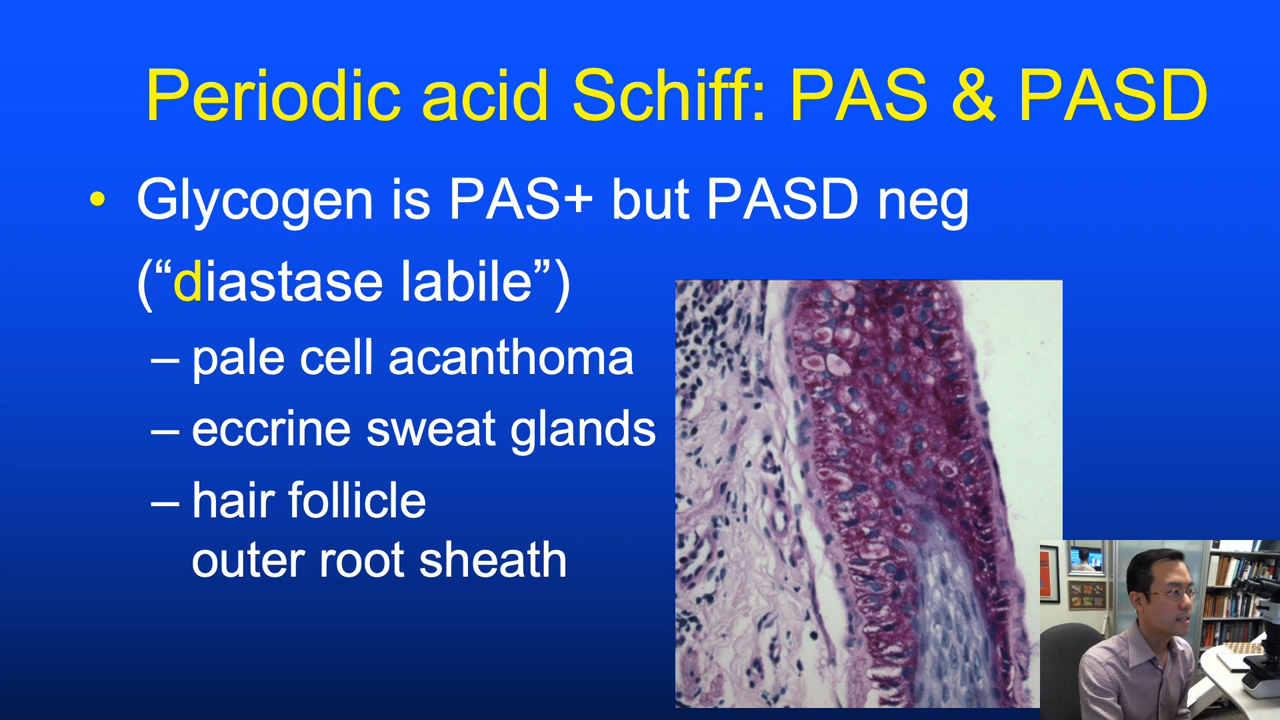 Periodic acid Schiff: PAS & PASD
• Glycogen is PAS+ but PASD neg
(“diastase labile”)
– pale cell acanthoma
– eccrine sweat glands
– hair follicle
outer root sheath